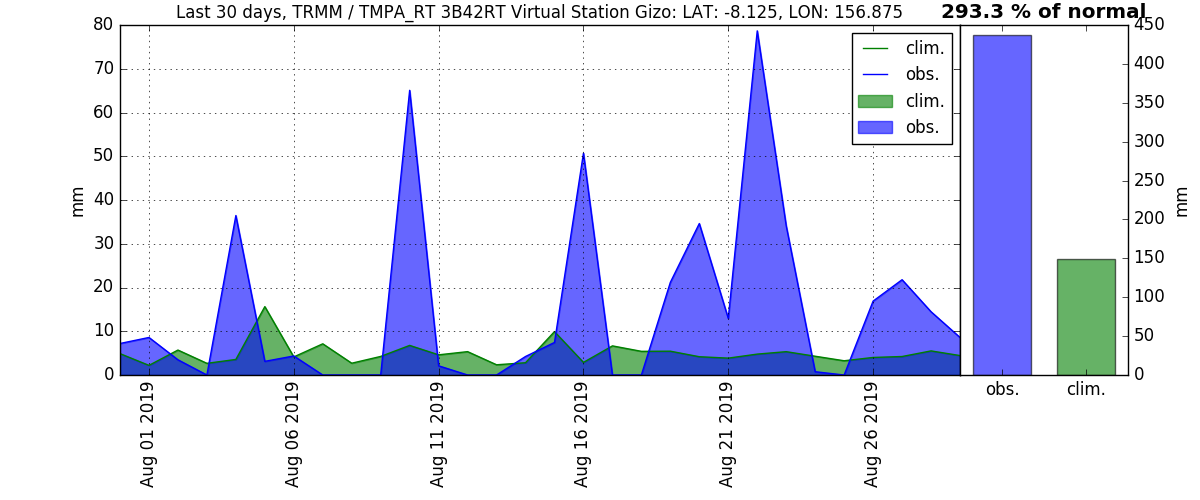 Last 30 days, TRMM / TMPA_RT 3B42RT Virtual Station Gizo: LAT: -8.125, LON: 156.875
293.3 % of normal
80
70
60
50
40
30
20
10
0
mm
clim.
obs.
clim.
obs.
450
400
350
300
250
200
150
100
50
0
mm
obs.
clim.
Aug 01 2019
Aug 06 2019
Aug 11 2019
Aug 16 2019
Aug 21 2019
Aug 26 2019